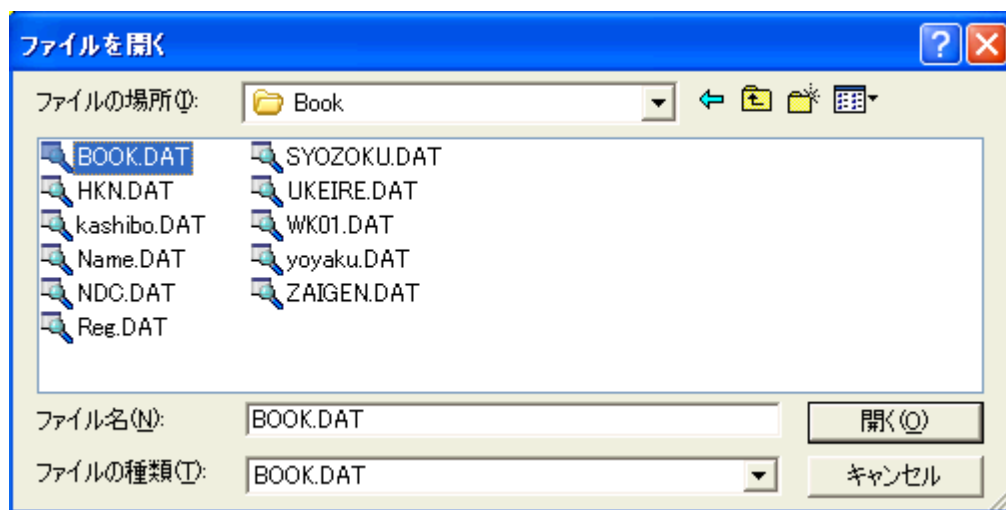 ファイルを開く
ファイルの場所(I): Book
BOOK.DAT SYOZOKU.DAT
HKN.DAT UKEIRE.DAT
kashibo.DAT WK01.DAT
Name.DAT yoyaku.DAT
NDC.DAT ZAIGEN.DAT
Reg.DAT
ファイル名(N): BOOK.DAT 開く(O)
ファイルの種類(T): BOOK.DAT キャンセル